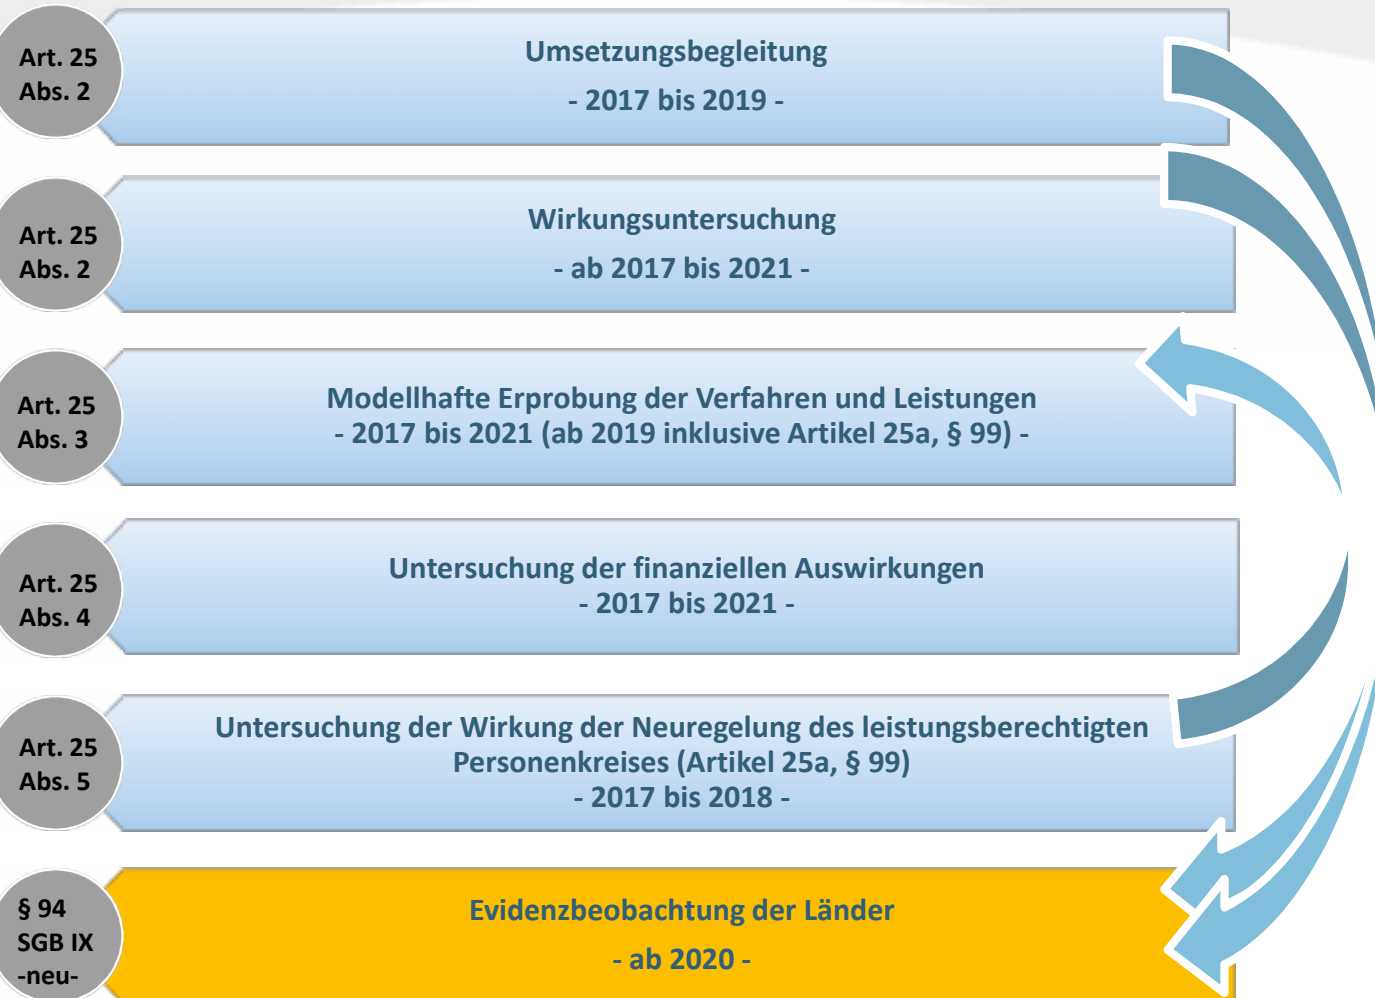 Art. 25
Abs. 2
Umsetzungsbegleitung
- 2017 bis 2019 -
Art. 25
Abs. 2
Wirkungsuntersuchung
- ab 2017 bis 2021 -
Art. 25
Abs. 3
Modellhafte Erprobung der Verfahren und Leistungen
- 2017 bis 2021 (ab 2019 inklusive Artikel 25a, § 99) -
Art. 25
Abs. 4
Untersuchung der finanziellen Auswirkungen
- 2017 bis 2021 -
Art. 25
Abs. 5
Untersuchung der Wirkung der Neuregelung des leistungsberechtigten
Personenkreises (Artikel 25a, § 99)
- 2017 bis 2018 -
§ 94
SGB IX
-neu-
Evidenzbeobachtung der Länder
- ab 2020 -